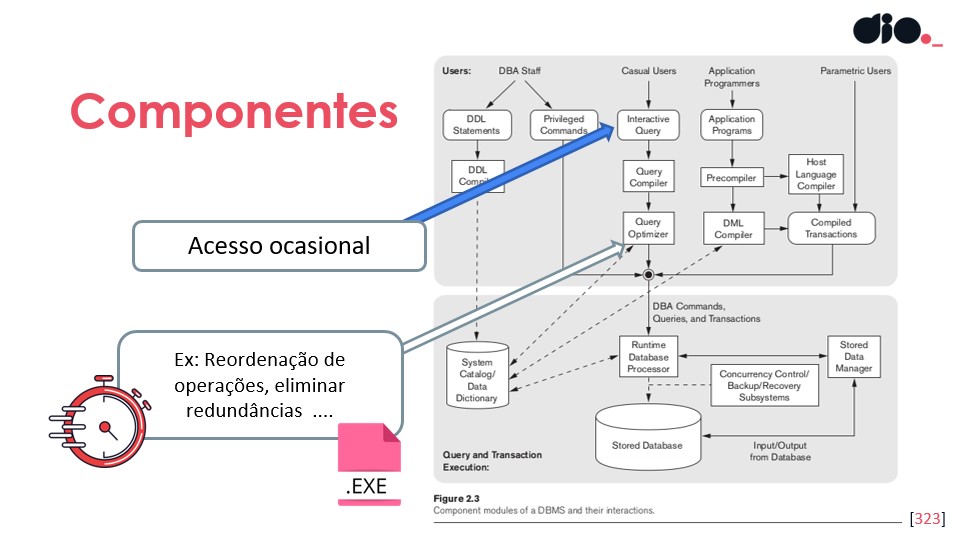 dio._
Componentes
Acesso ocasional
Ex: Reordenação de
operações, eliminar
redundâncias ....
.EXE
Users:
DBA Staff
Casual Users
Application
Programmers
Parametric Users
DDL
Statements
Privileged
Commands
Interactive
Query
Application
Programs
DDL
Compiler
Query
Compiler
Precompiler
Host
Language
Compiler
Query
Optimizer
DML
Compiler
Compiled
Transactions
DBA Commands,
Queries, and Transactions
System
Catalog/
Data
Dictionary
Runtime
Database
Processor
Stored
Data
Manager
Concurrency Control/
Backup/Recovery
Subsystems
Stored Database
Input/Output
from Database
Query and Transaction
Execution:
Figure 2.3
Component modules of a DBMS and their interactions.
[323]